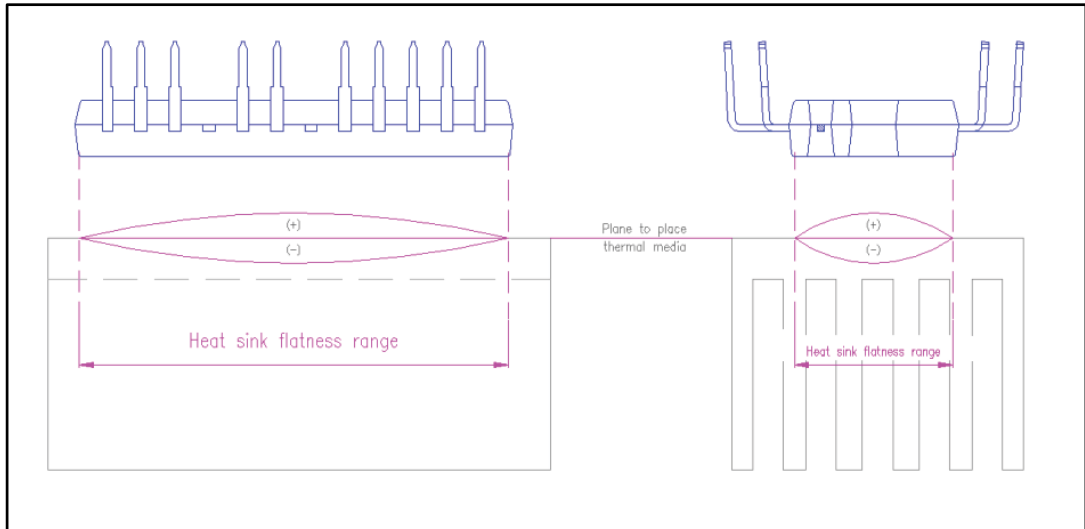 (+)
(-)
Plane to place
thermal media
(+)
(-)
Heat sink flatness range
Heat sink flatness range